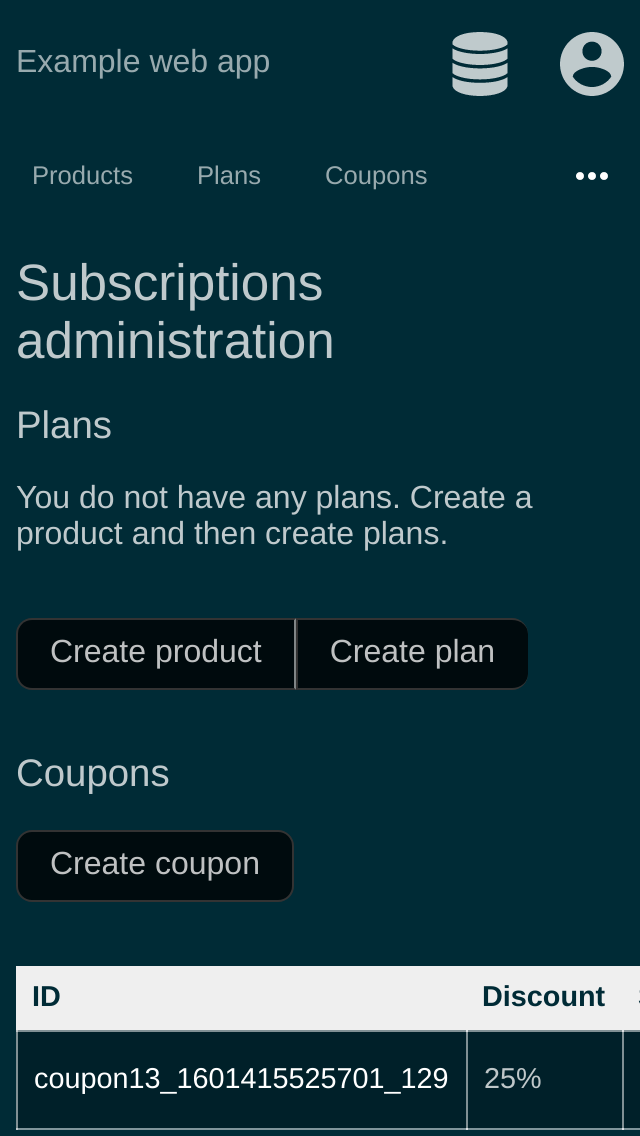 Example web app
Products Plans Coupons
Subscriptions
administration
Plans
You do not have any plans. Create a
product and then create plans.
Create product Create plan
Coupons
Create coupon
ID Discount
coupon13_1601415525701_129 25%